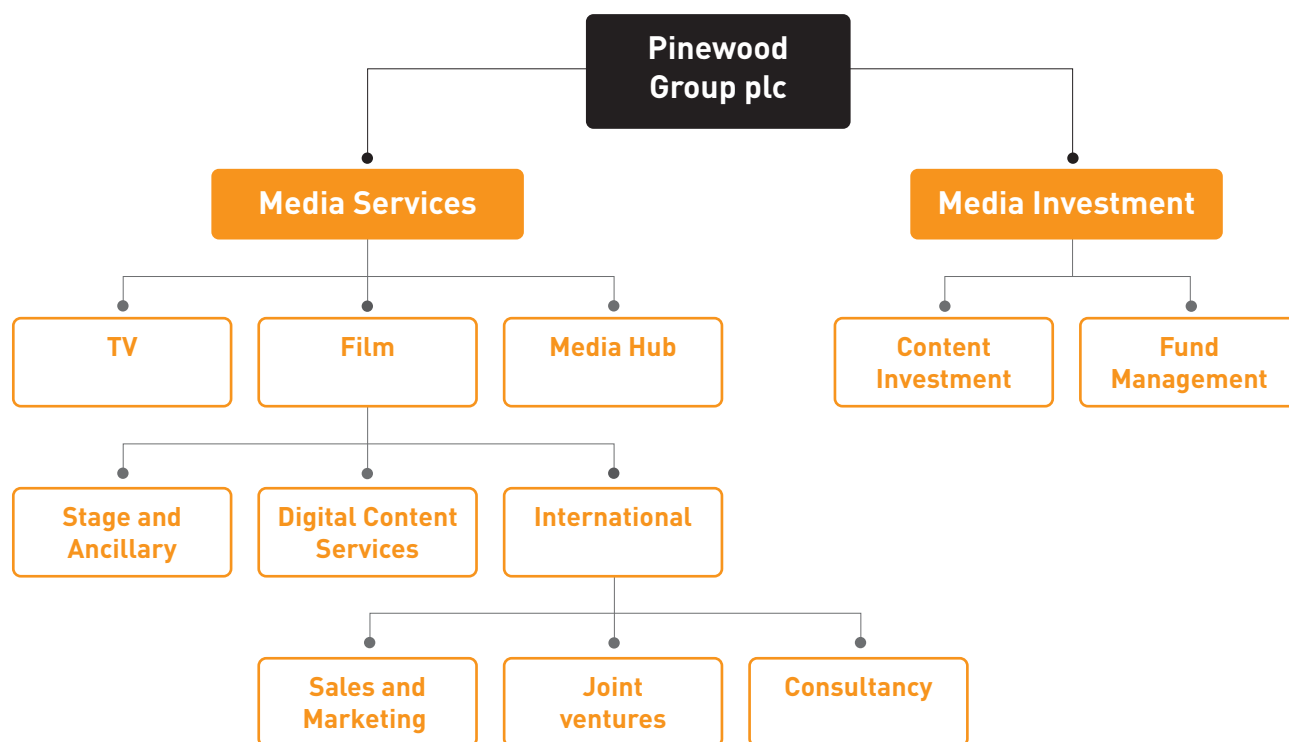 Pinewood
Group plc
Media Services
Media Investment
TV
Film
Media Hub
Content
Investment
Fund
Management
Stage and
Ancillary
Digital Content
Services
International
Sales and
Marketing
Joint
ventures
Consultancy